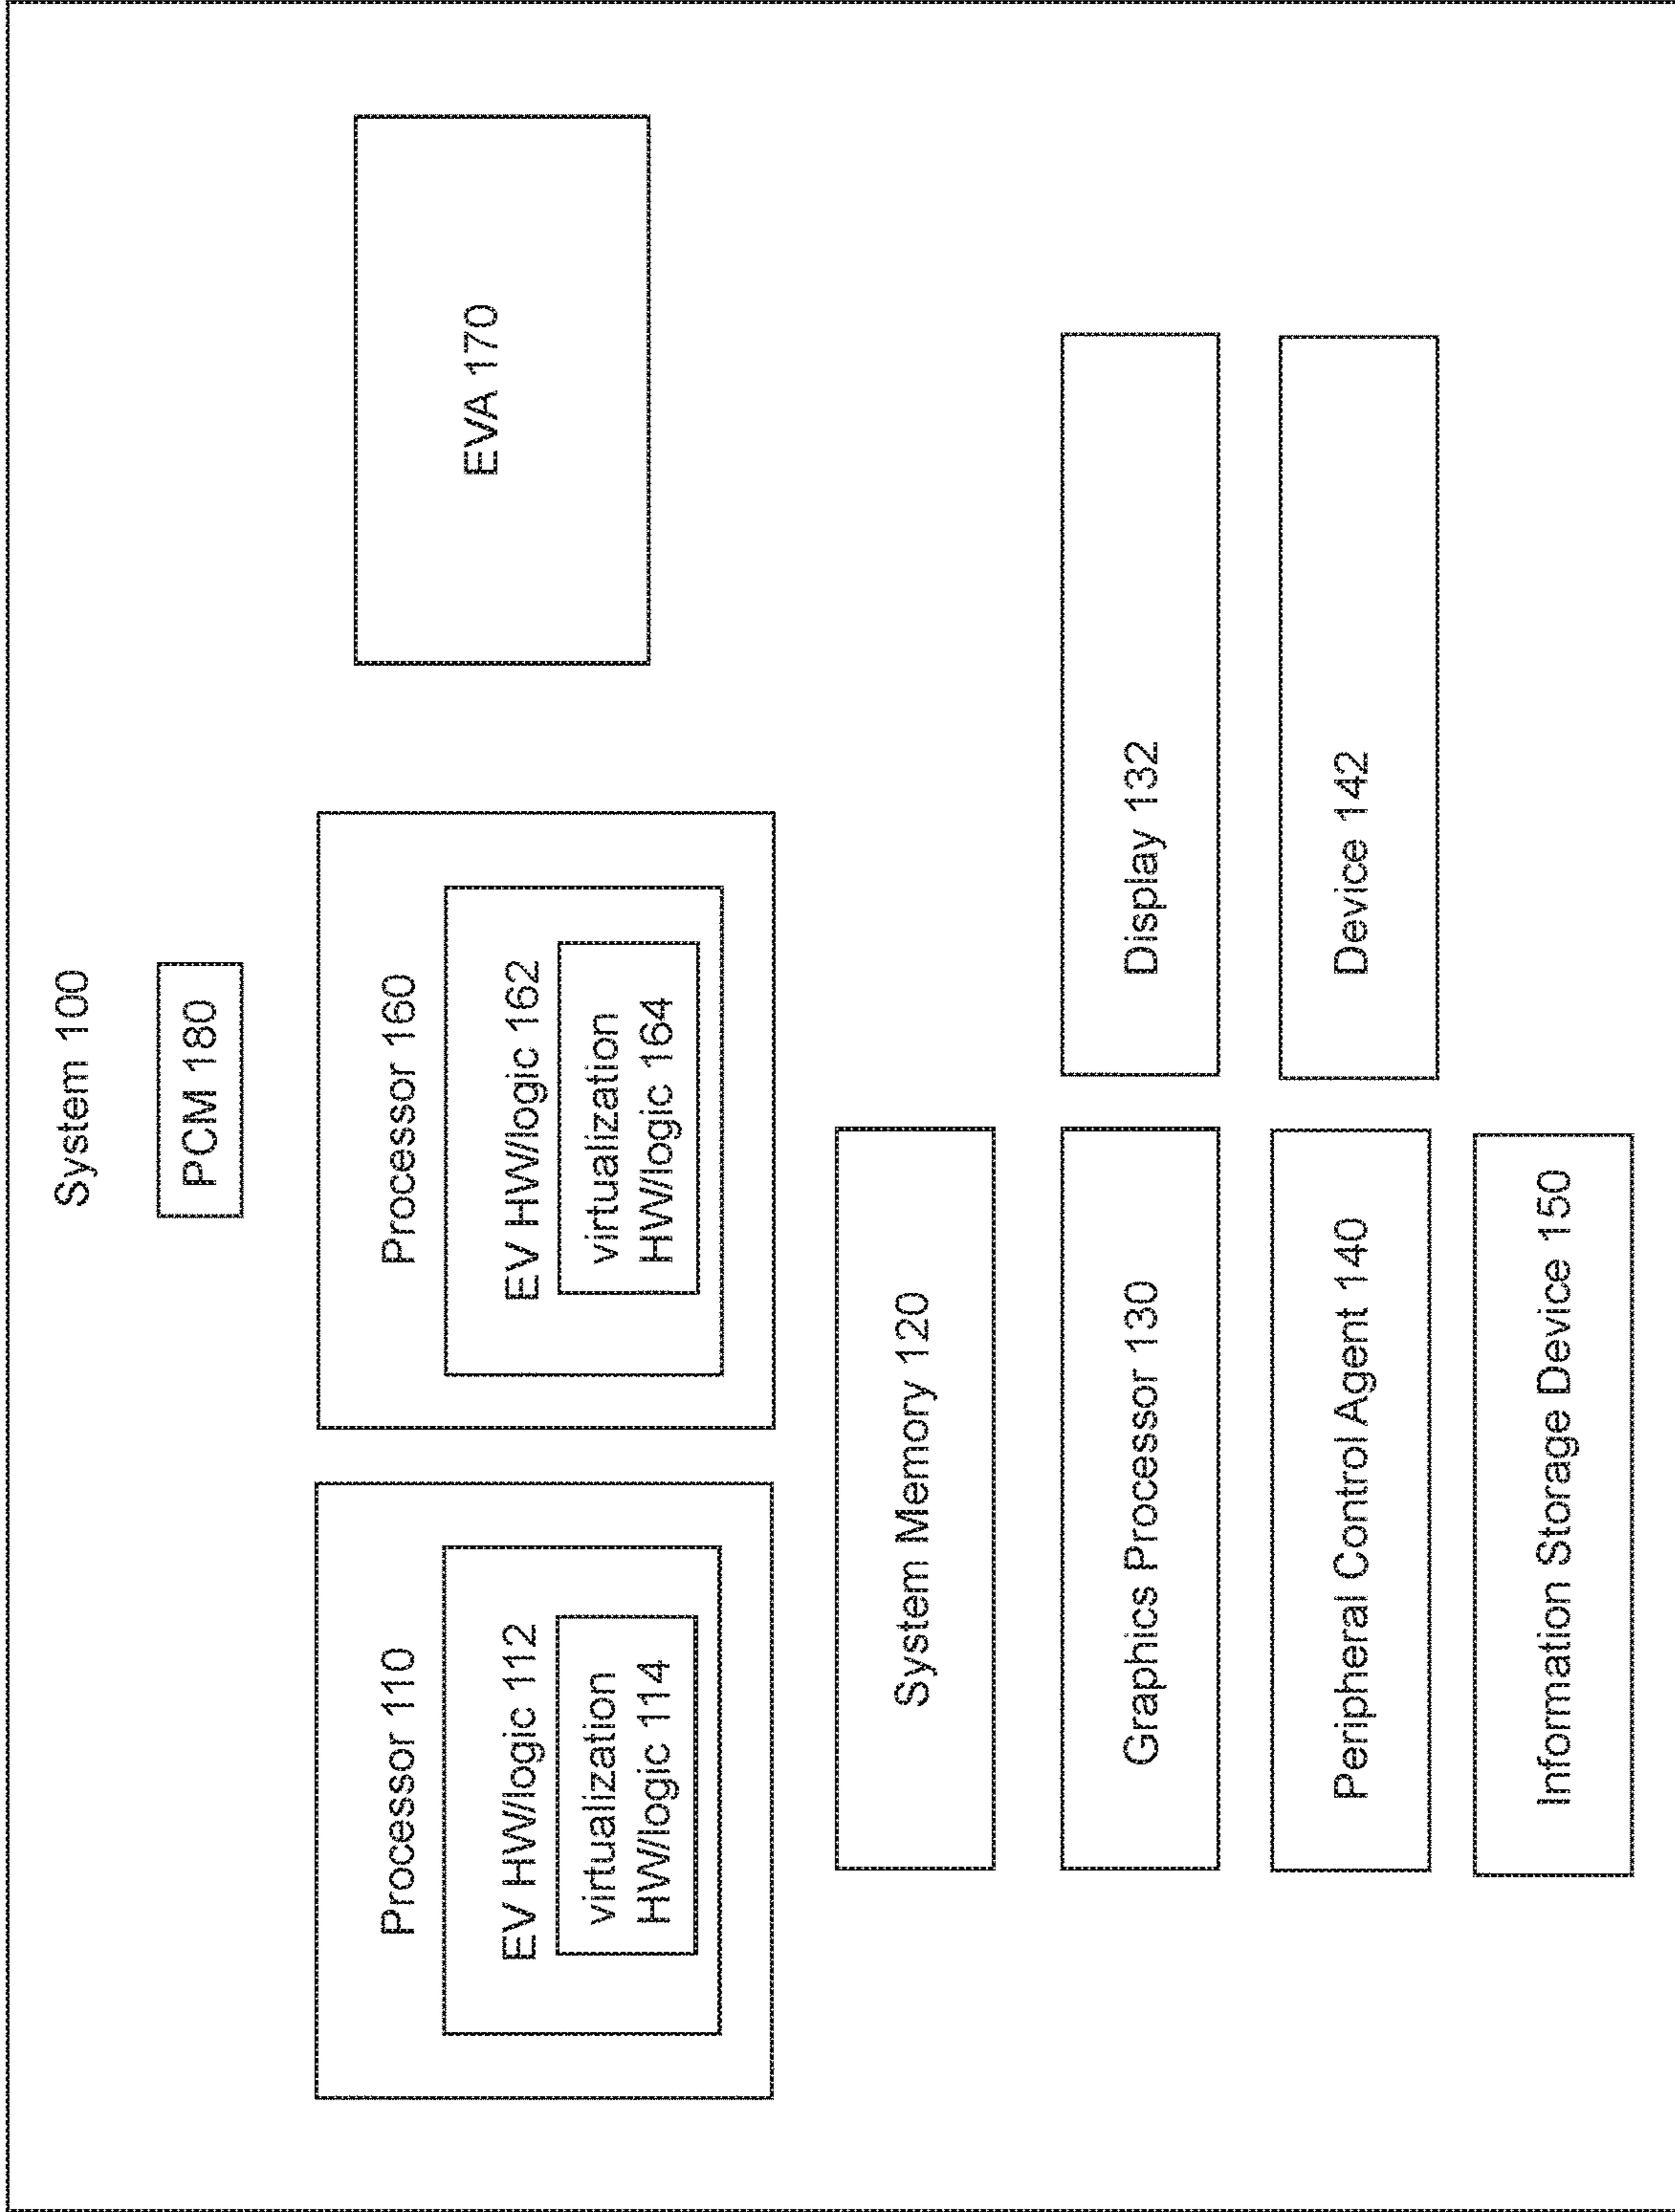 System 100
PCM 180
Processor 110
EV HW/logic 112
virtualization
HW/logic 114
Processor 160
EV HW/logic 162
virtualization
HW/logic 164
EVA 170
System Memory 120
Graphics Processor 130
Display 132
Peripheral Control Agent 140
Device 142
Information Storage Device 150